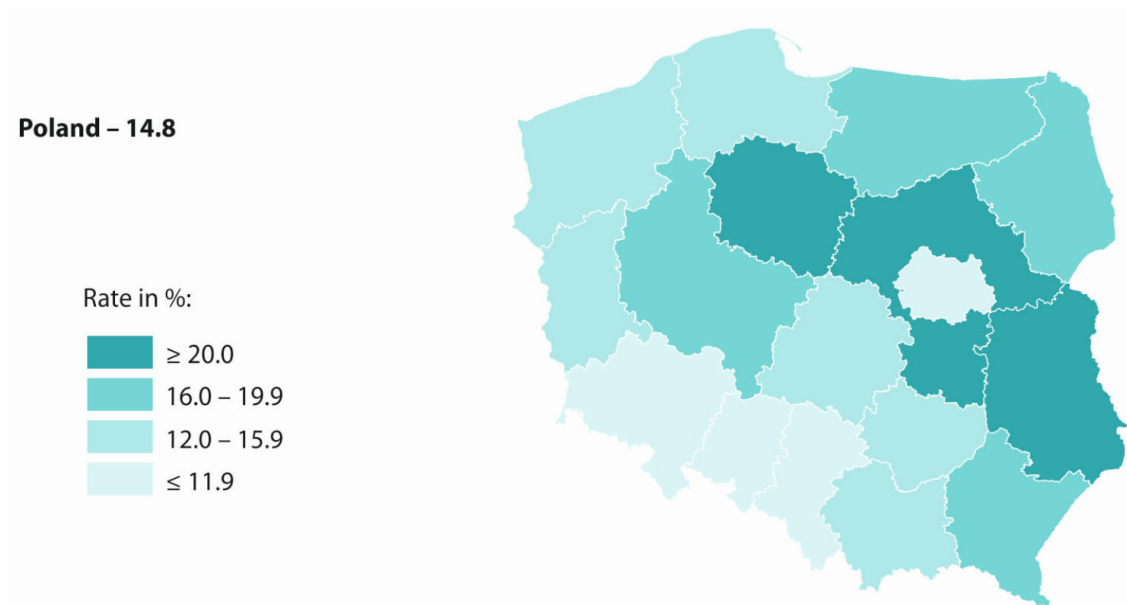 Poland – 14.8
Rate in %:
≥ 20.0
16.0 – 19.9
12.0 – 15.9
≤ 11.9